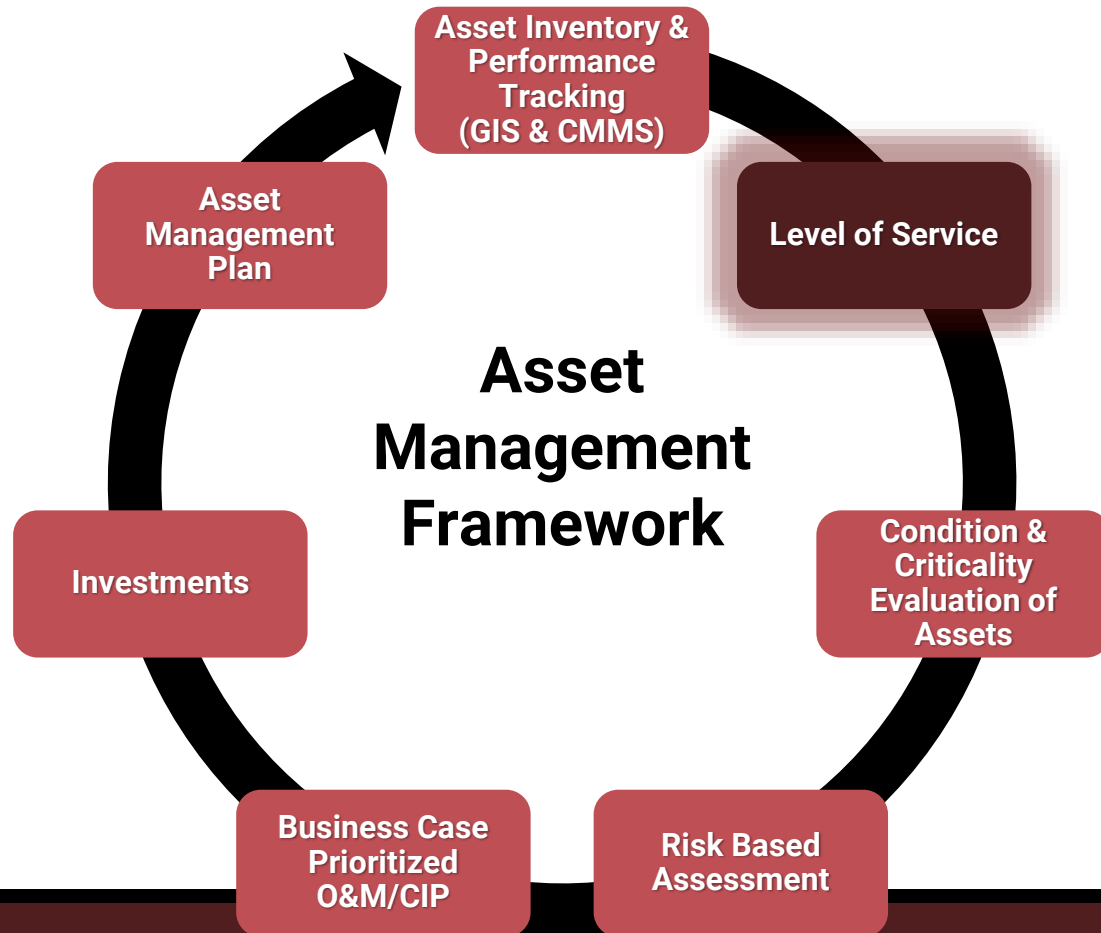 Asset Inventory &
Performance
Tracking
(GIS & CMMS)
Level of Service
Condition &
Criticality
Evaluation of
Assets
Risk Based
Assessment
Business Case
Prioritized
O&M/CIP
Investments
Asset
Management
Plan
Asset
Management
Framework